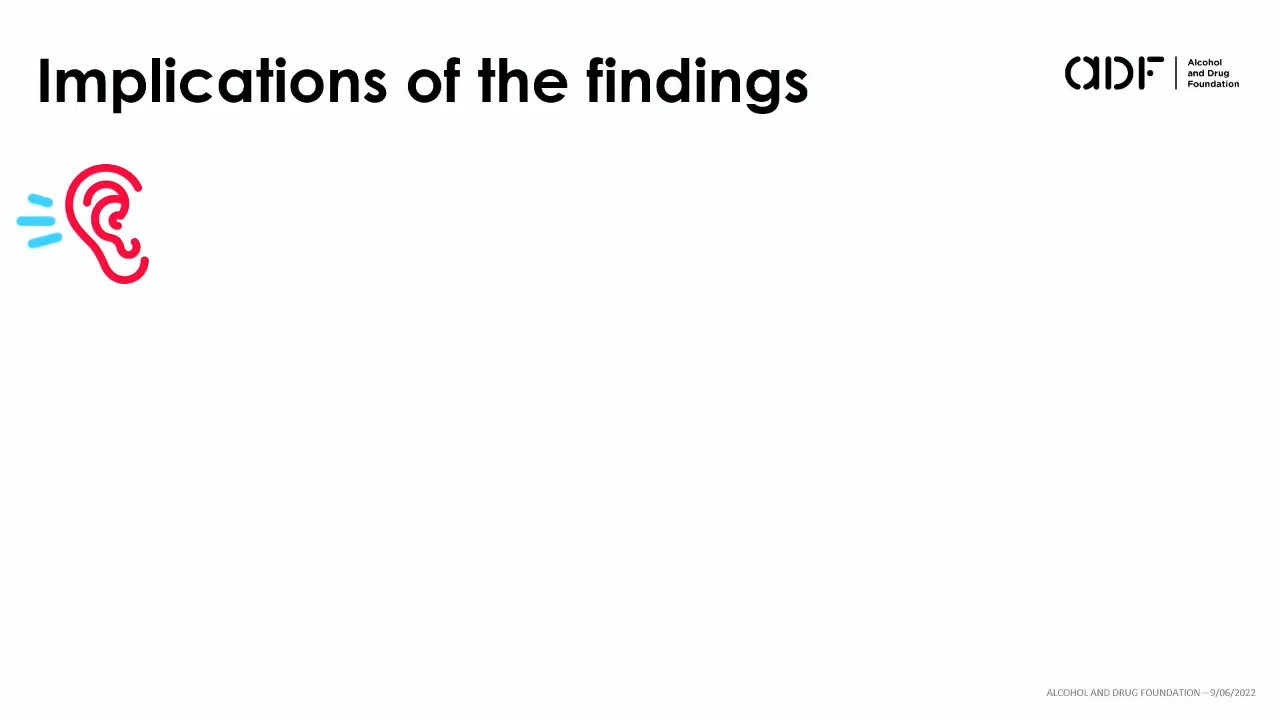 Implications of the findings
aDF
Alcohol
and Drug
Foundation
ALCOHOL AND DRUG FOUNDATION—9/06/2022